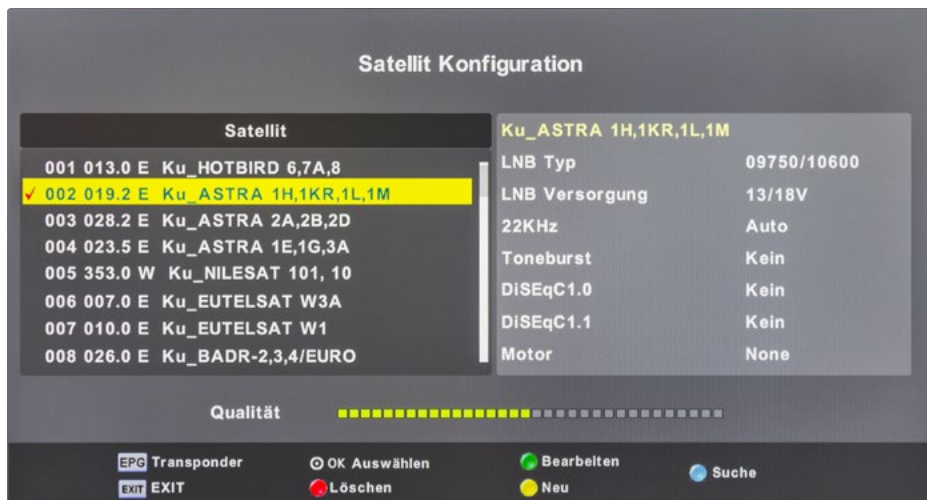 Satellit Konfiguration
Satellit
001 013.0 E Ku_HOTBIRD 6,7A,8
002 019.2 E Ku_ASTRA 1H,1KR,1L,1M
003 028.2 E Ku_ASTRA 2A,2B,2D
004 023.5 E Ku_ASTRA 1E,1G,3A
005 353.0 W Ku_NILESAT 101, 10
006 007.0 E Ku_EUTELSAT W3A
007 010.0 E Ku_EUTELSAT W1
008 026.0 E Ku_BADR-2,3,4/EURO
Ku_ASTRA 1H,1KR,1L,1M
LNB Typ 09750/10600
LNB Versorgung 13/18V
22KHz Auto
Toneburst Kein
DiSEqC1.0 Kein
DiSEqC1.1 Kein
Motor None
Qualität
EPG Transponder OK Auswählen Bearbeiten Suche
EXIT EXIT Löschen Neu